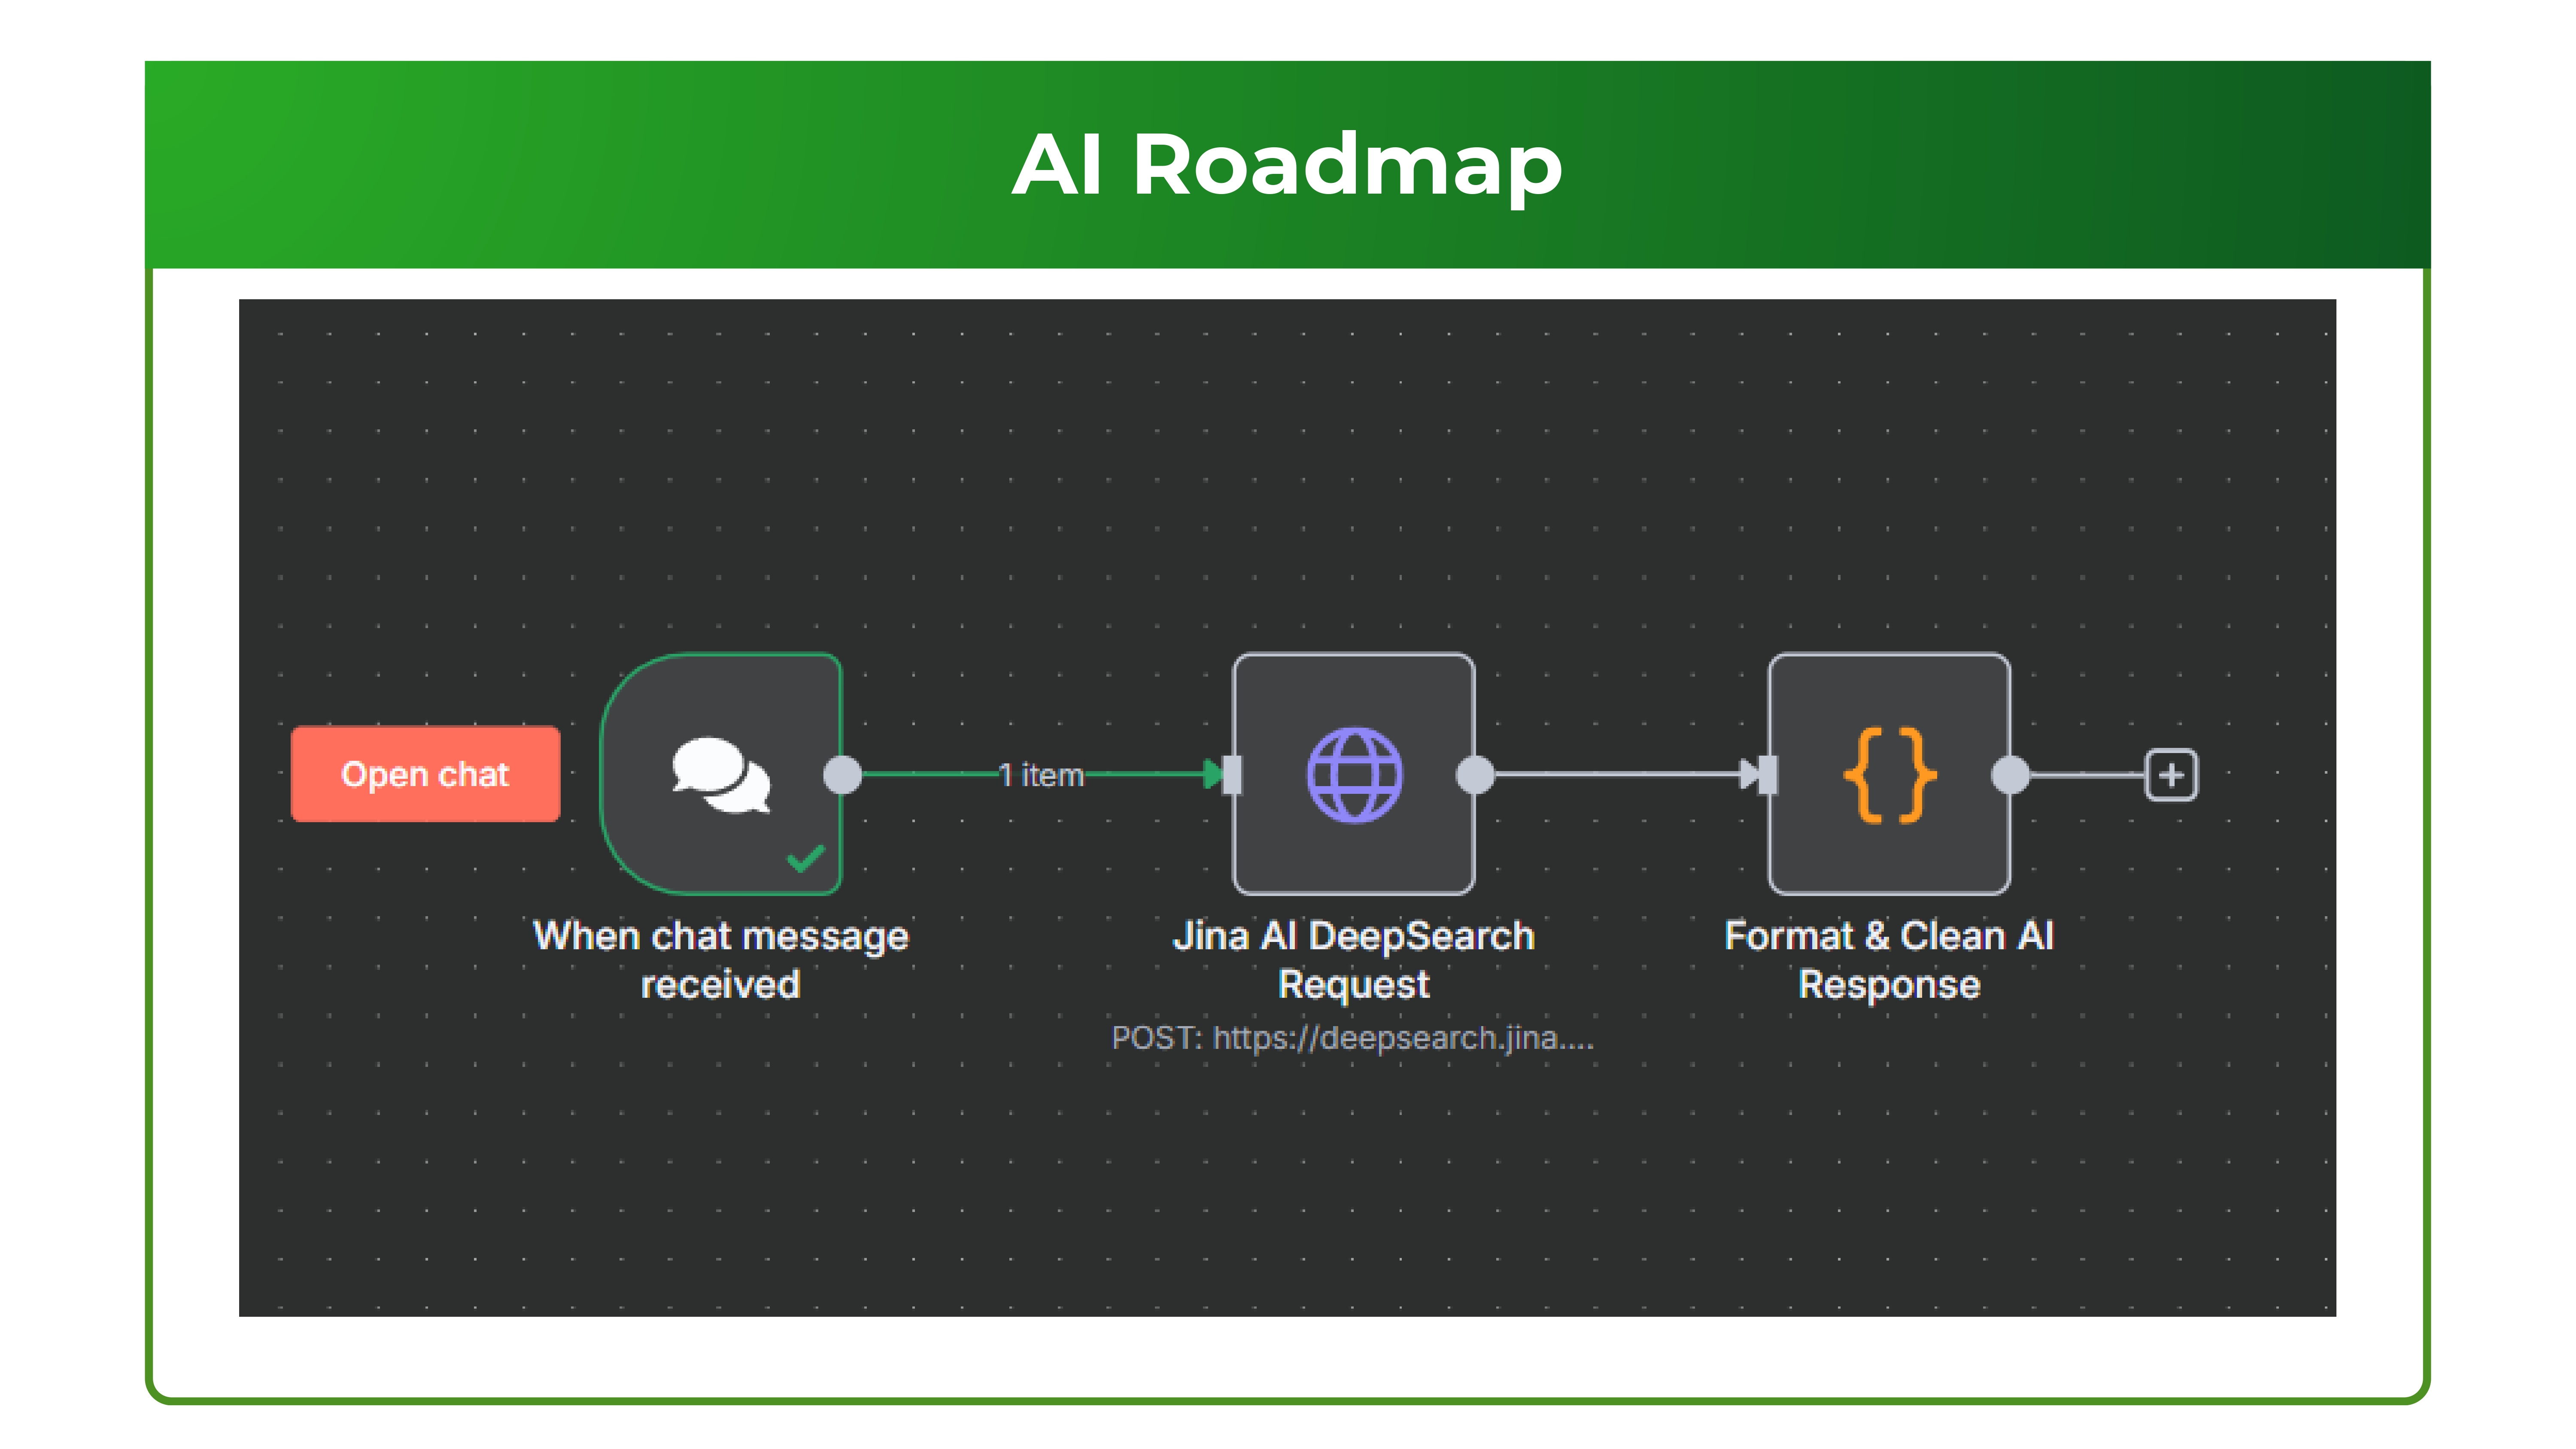 AI Roadmap
Open chat
1 item
When chat message
received
Jina AI DeepSearch
Request
POST: https://deepsearch.jina....
Format & Clean AI
Response